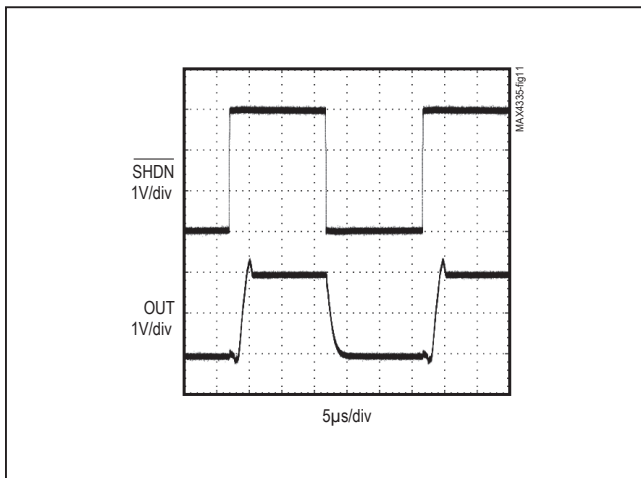 MAX4335-fig11
SHDN
1V/div
OUT
1V/div
5µs/div